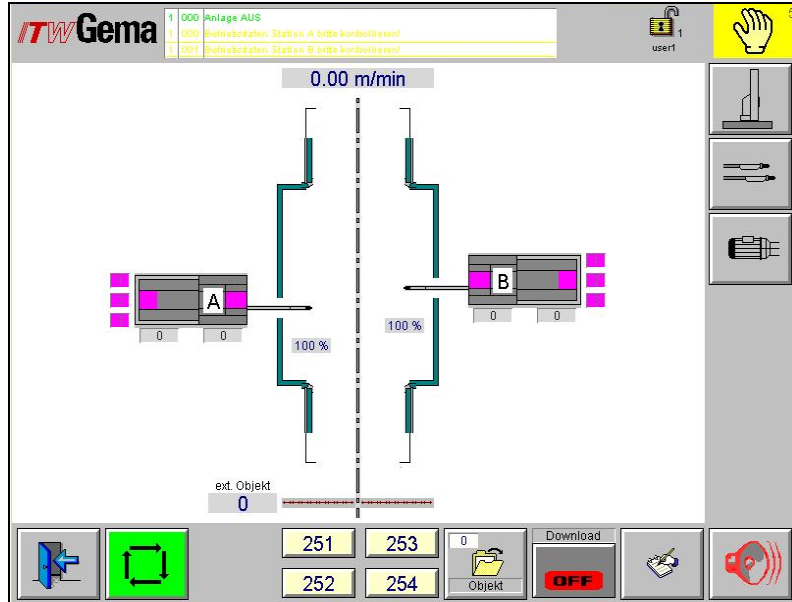 ITWGema
1 000 Anlage AUS
1 000 Betriebsdaten Station A bitte kontrollieren!
1 001 Betriebsdaten Station B bitte kontrollieren!
1
user1
5
0.00 m/min
A
B
0 0
0 0
100 %
100 %
ext. Objekt
0
251
253
252
254
0
Objekt
Download
OFF